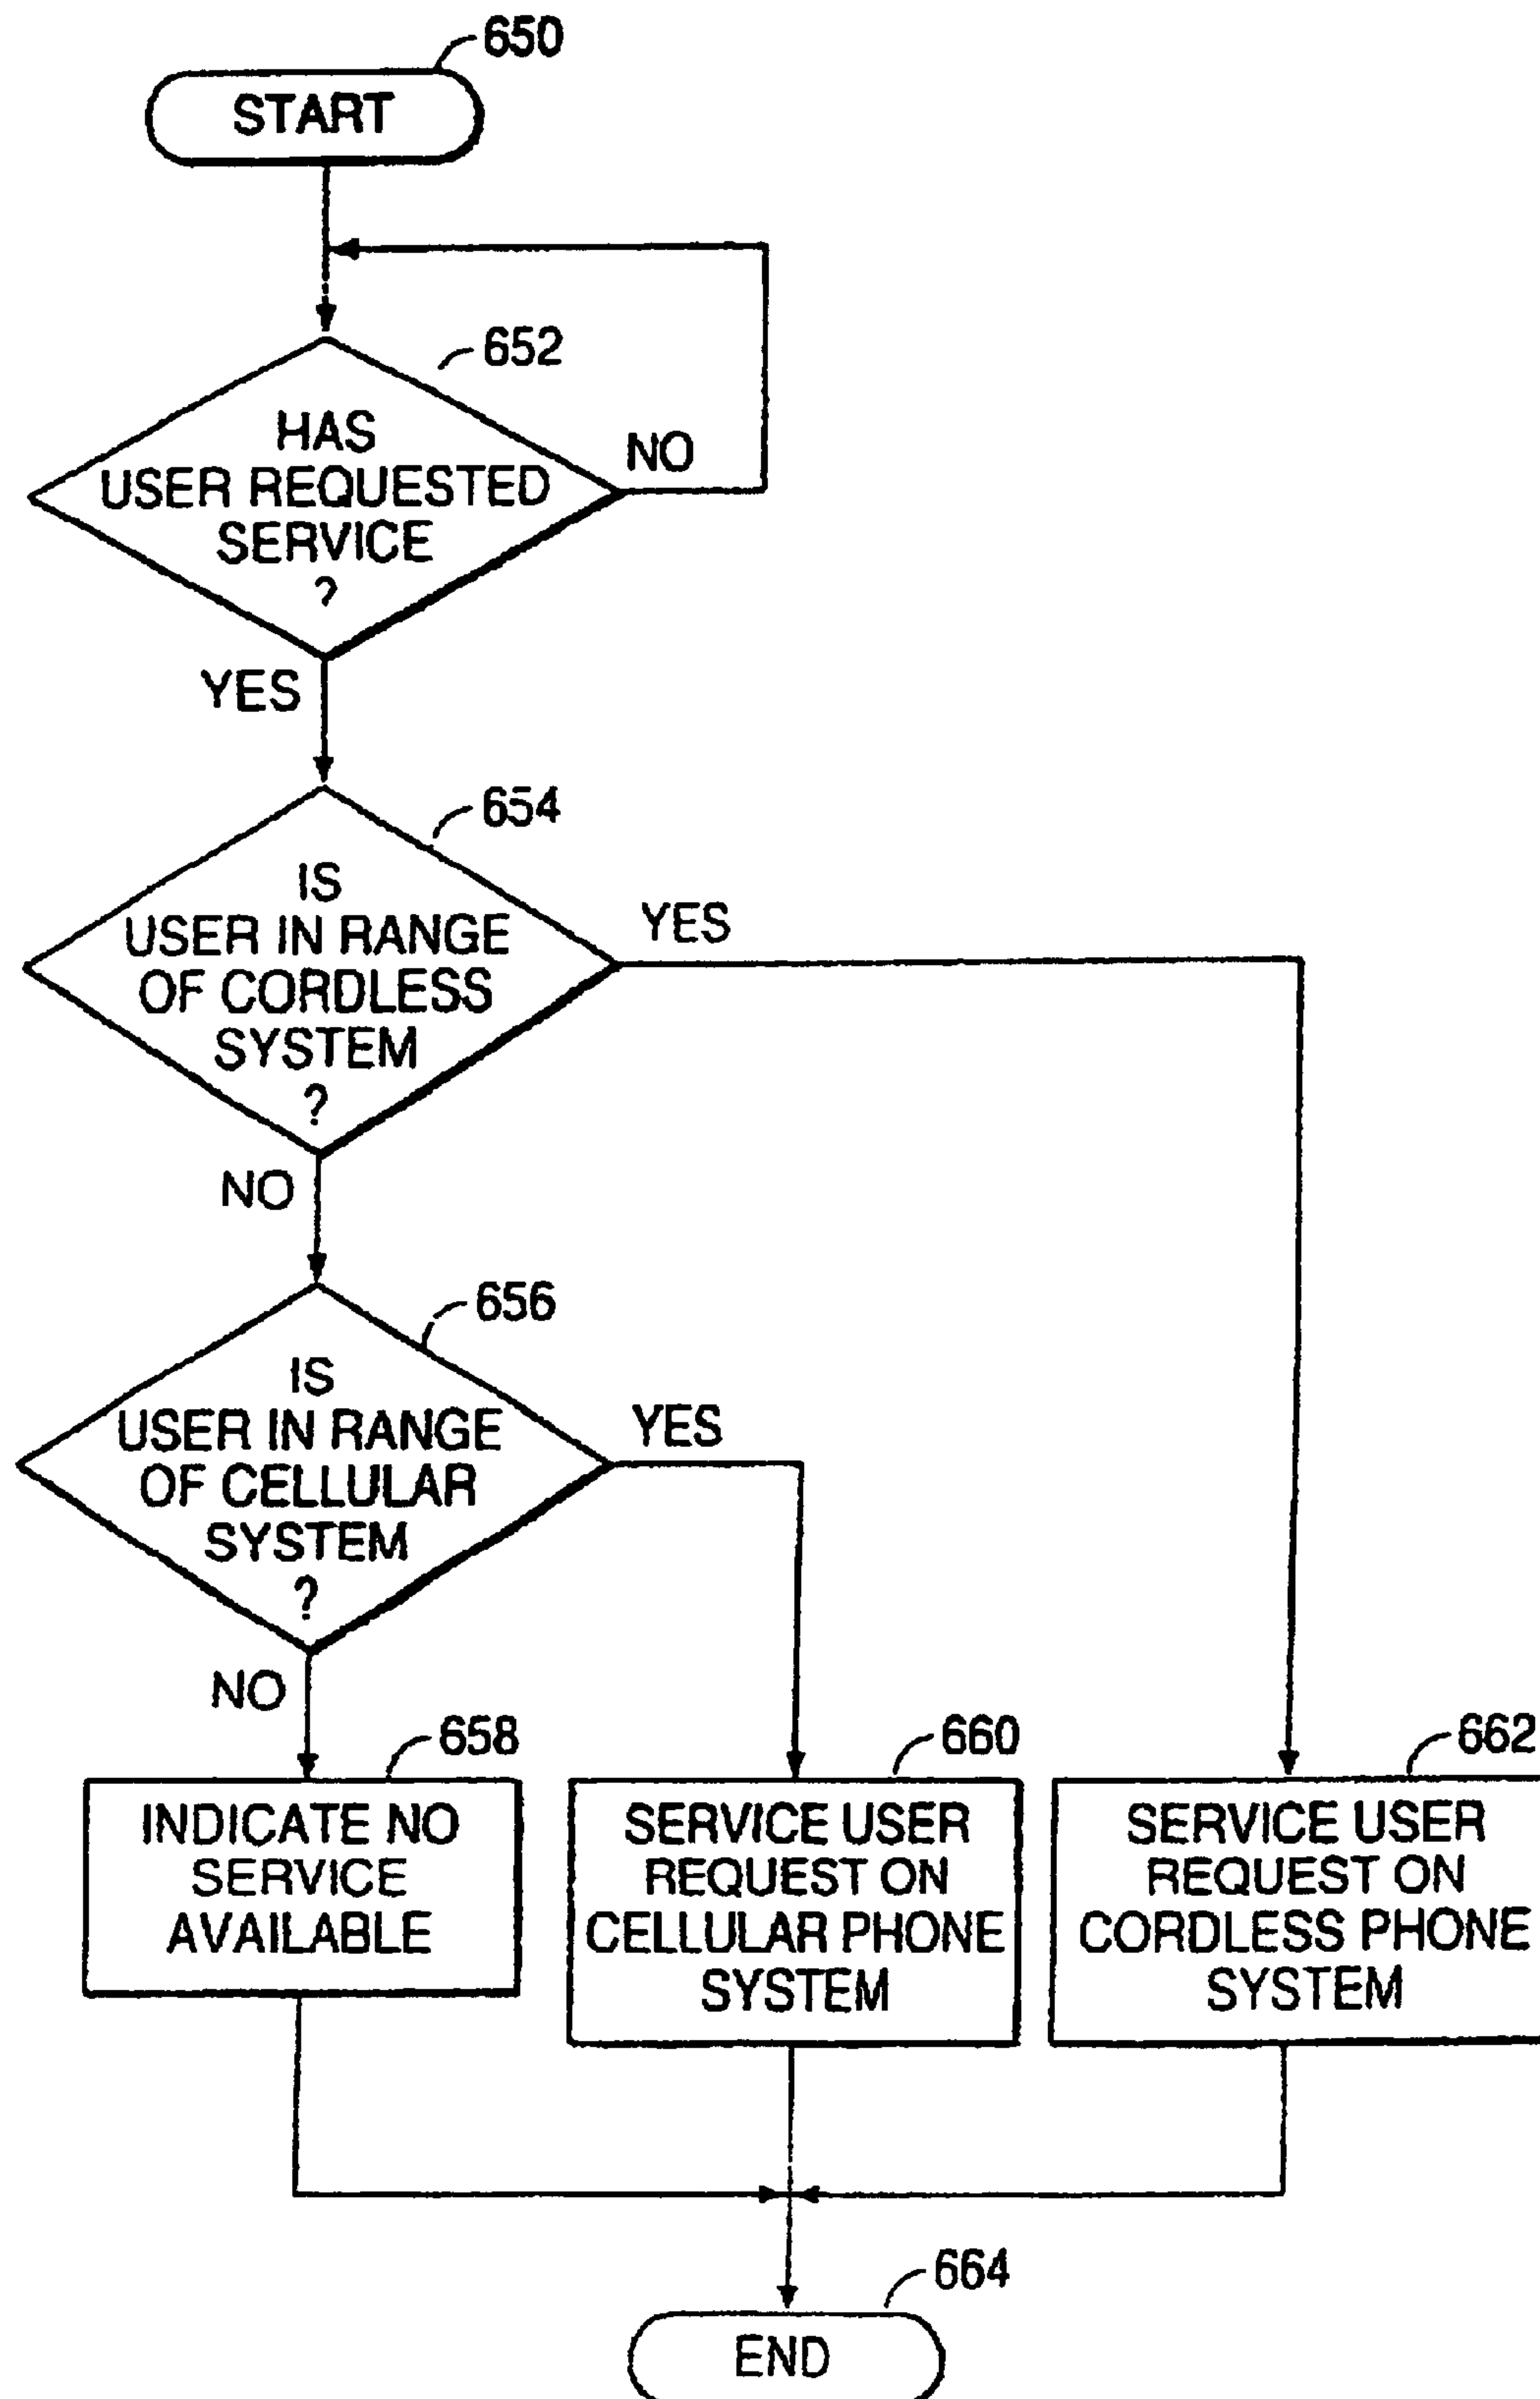 650
START
652
HAS
USER REQUESTED
SERVICE
?
NO
YES
654
IS
USER IN RANGE
OF CORDLESS
SYSTEM
?
YES
NO
656
IS
USER IN RANGE
OF CELLULAR
SYSTEM
?
YES
NO
658
INDICATE NO
SERVICE
AVAILABLE
660
SERVICE USER
REQUEST ON
CELLULAR PHONE
SYSTEM
662
SERVICE USER
REQUEST ON
CORDLESS PHONE
SYSTEM
664
END